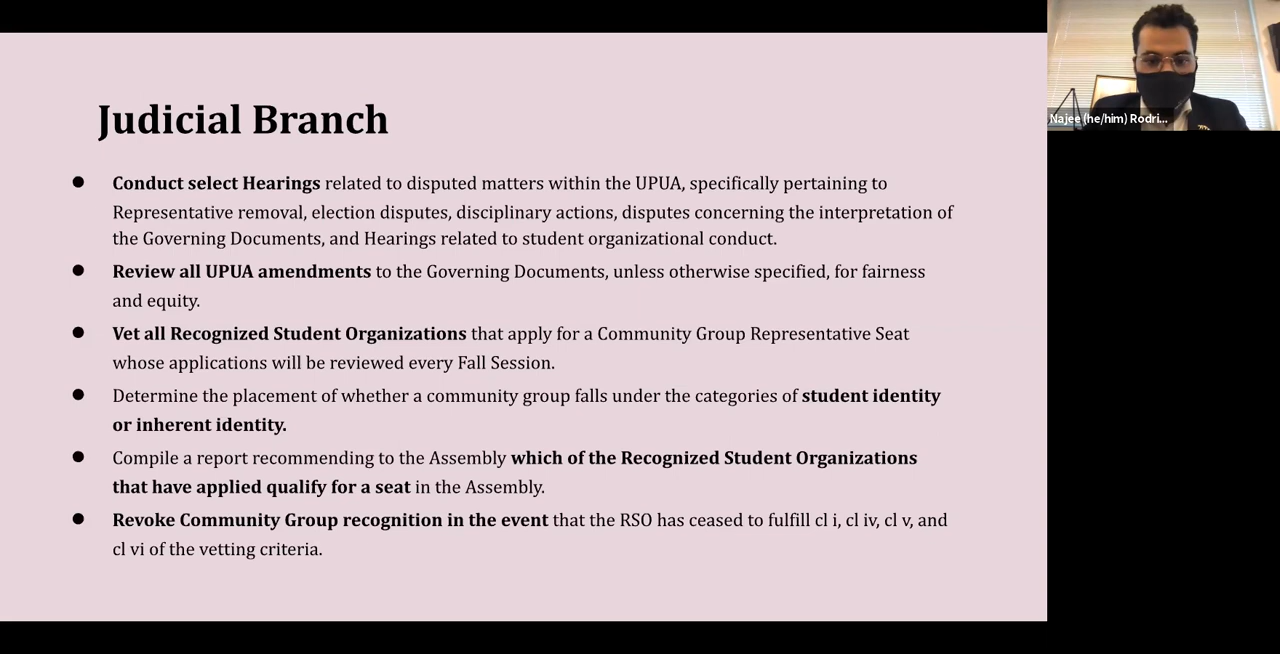 Judicial Branch
● Conduct select Hearings related to disputed matters within the UPUA, specifically pertaining to
Representative removal, election disputes, disciplinary actions, disputes concerning the interpretation of
the Governing Documents, and Hearings related to student organizational conduct.
● Review all UPUA amendments to the Governing Documents, unless otherwise specified, for fairness
and equity.
● Vet all Recognized Student Organizations that apply for a Community Group Representative Seat
whose applications will be reviewed every Fall Session.
● Determine the placement of whether a community group falls under the categories of student identity
or inherent identity.
● Compile a report recommending to the Assembly which of the Recognized Student Organizations
that have applied qualify for a seat in the Assembly.
● Revoke Community Group recognition in the event that the RSO has ceased to fulfill cl i, cl iv, cl v, and
cl vi of the vetting criteria.
Najee (he/him) Rodri...